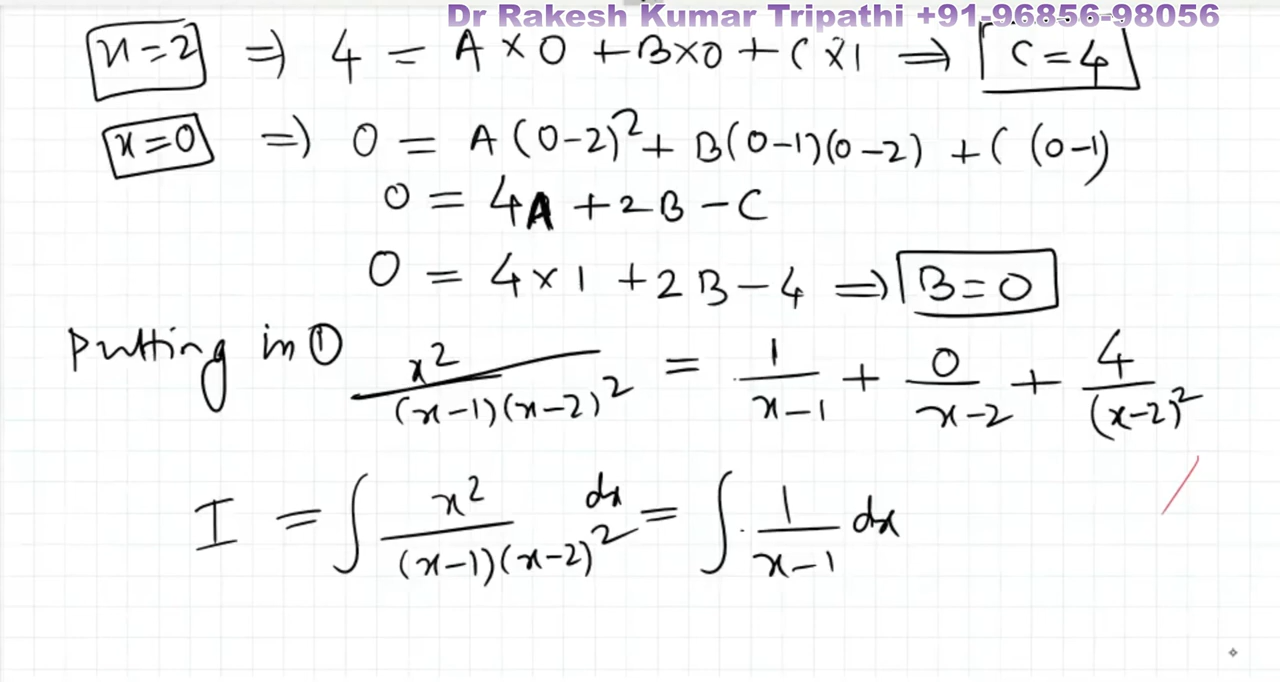 Dr Rakesh Kumar Tripathi +91-96856-98056
x=2 ⇒ 4 = A×0 + B×0 + C×1 ⇒ C=4
x=0 ⇒ 0 = A(0-2)² + B(0-1)(0-2) + C(0-1)
0 = 4A + 2B - C
0 = 4×1 + 2B - 4 ⇒ B=0
Putting in ① x²/(x-1)(x-2)² = 1/(x-1) + 0/(x-2) + 4/(x-2)²
I = ∫ x²/(x-1)(x-2)² dx = ∫ 1/(x-1) dx